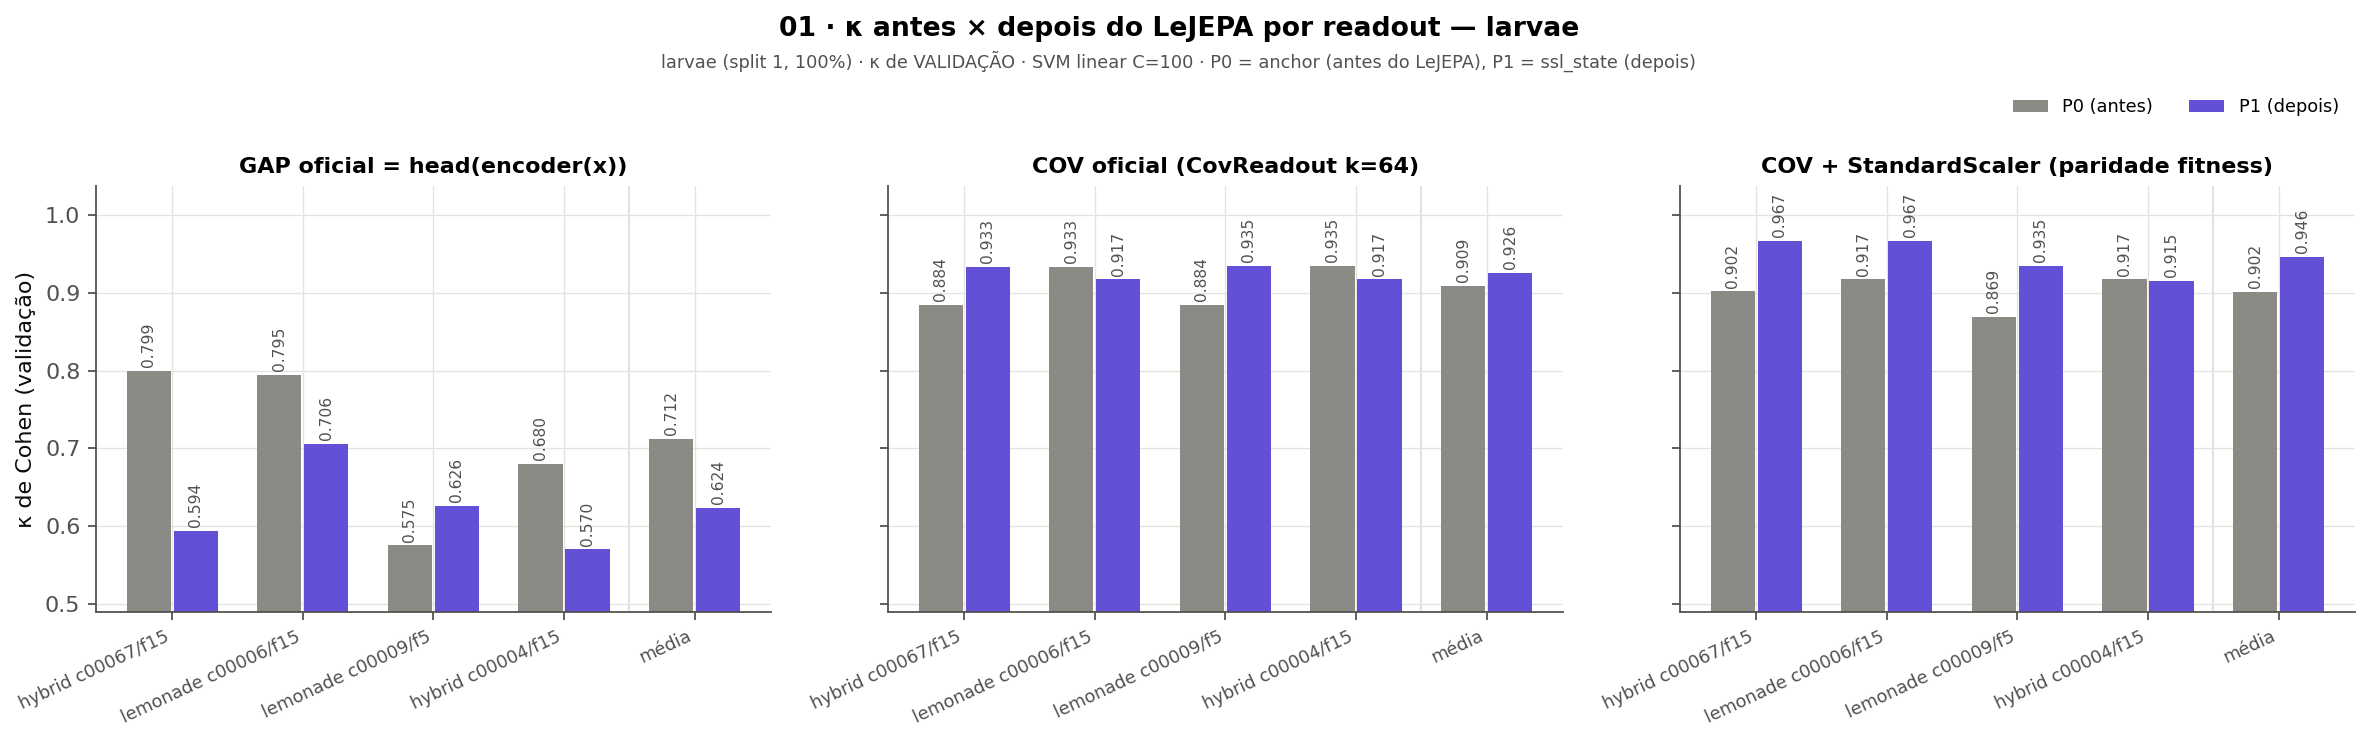 01 · κ antes × depois do LeJEPA por readout — larvae
larvae (split 1, 100%) · κ de VALIDAÇÃO · SVM linear C=100 · P0 = anchor (antes do LeJEPA), P1 = ssl_state (depois)
P0 (antes) P1 (depois)
GAP oficial = head(encoder(x))
κ de Cohen (validação)
1.0
0.9
0.8
0.7
0.6
0.5
0.799 0.594 0.795 0.706 0.575 0.626 0.680 0.570 0.712 0.624
hybrid c00067/f15 lemonade c00006/f15 lemonade c00009/f5 hybrid c00004/f15 média
COV oficial (CovReadout k=64)
0.884 0.933 0.933 0.917 0.884 0.935 0.935 0.917 0.909 0.926
hybrid c00067/f15 lemonade c00006/f15 lemonade c00009/f5 hybrid c00004/f15 média
COV + StandardScaler (paridade fitness)
0.902 0.967 0.917 0.967 0.869 0.935 0.917 0.915 0.902 0.946
hybrid c00067/f15 lemonade c00006/f15 lemonade c00009/f5 hybrid c00004/f15 média